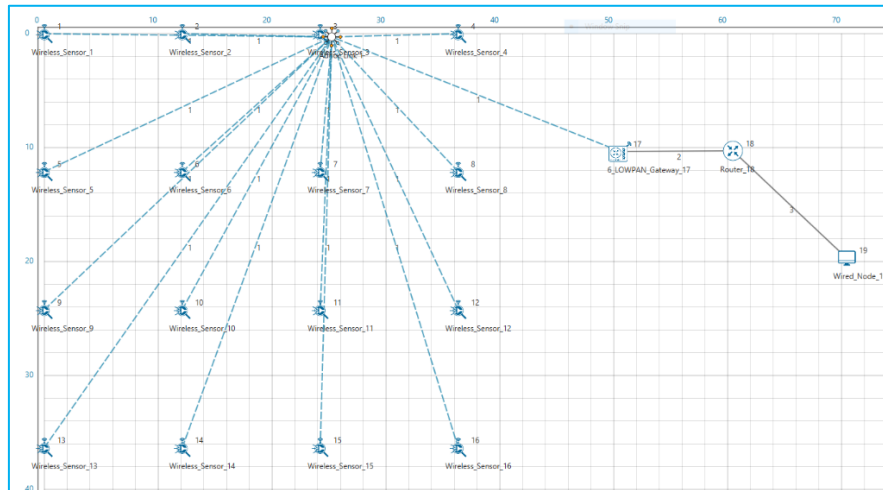 0 10 20 30 40 50 60 70
0
1 2 3 4
Wireless_Sensor_1 Wireless_Sensor_2 Wireless_Sensor_3 Wireless_Sensor_4
1 1
1 1 1
10
17 2 18
6_LOWPAN_Gateway_17 Router_18
5 6 7 8
Wireless_Sensor_5 Wireless_Sensor_6 Wireless_Sensor_7 Wireless_Sensor_8
1 1
3
1 1 1 1
19
Wired_Node_1
20
9 10 11 12
Wireless_Sensor_9 Wireless_Sensor_10 Wireless_Sensor_11 Wireless_Sensor_12
30
13 14 15 16
Wireless_Sensor_13 Wireless_Sensor_14 Wireless_Sensor_15 Wireless_Sensor_16
40